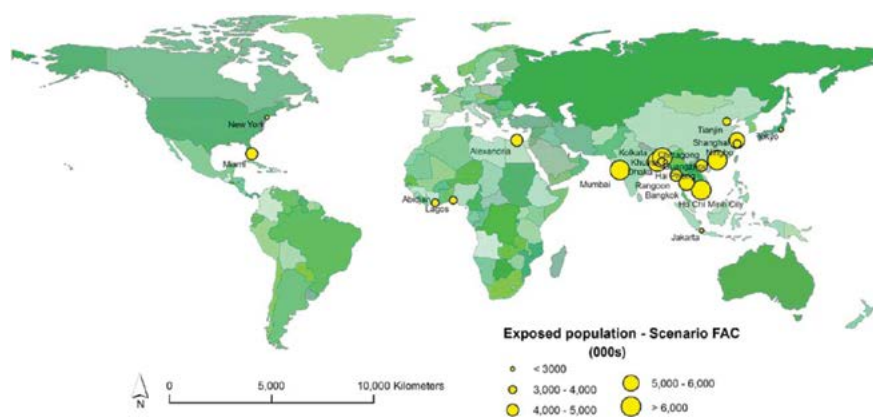 New York
Miami
Alexandria
Abidjan
Lagos
Mumbai
Kolkata
Dhaka
Rangoon
Bangkok
Ho Chi Minh City
Jakarta
Tianjin
Shanghai
Ningbo
Tokyo
Exposed population - Scenario FAC
(000s)
< 3000
3,000 - 4,000
4,000 - 5,000
5,000 - 6,000
> 6,000
N
0
5,000
10,000 Kilometers